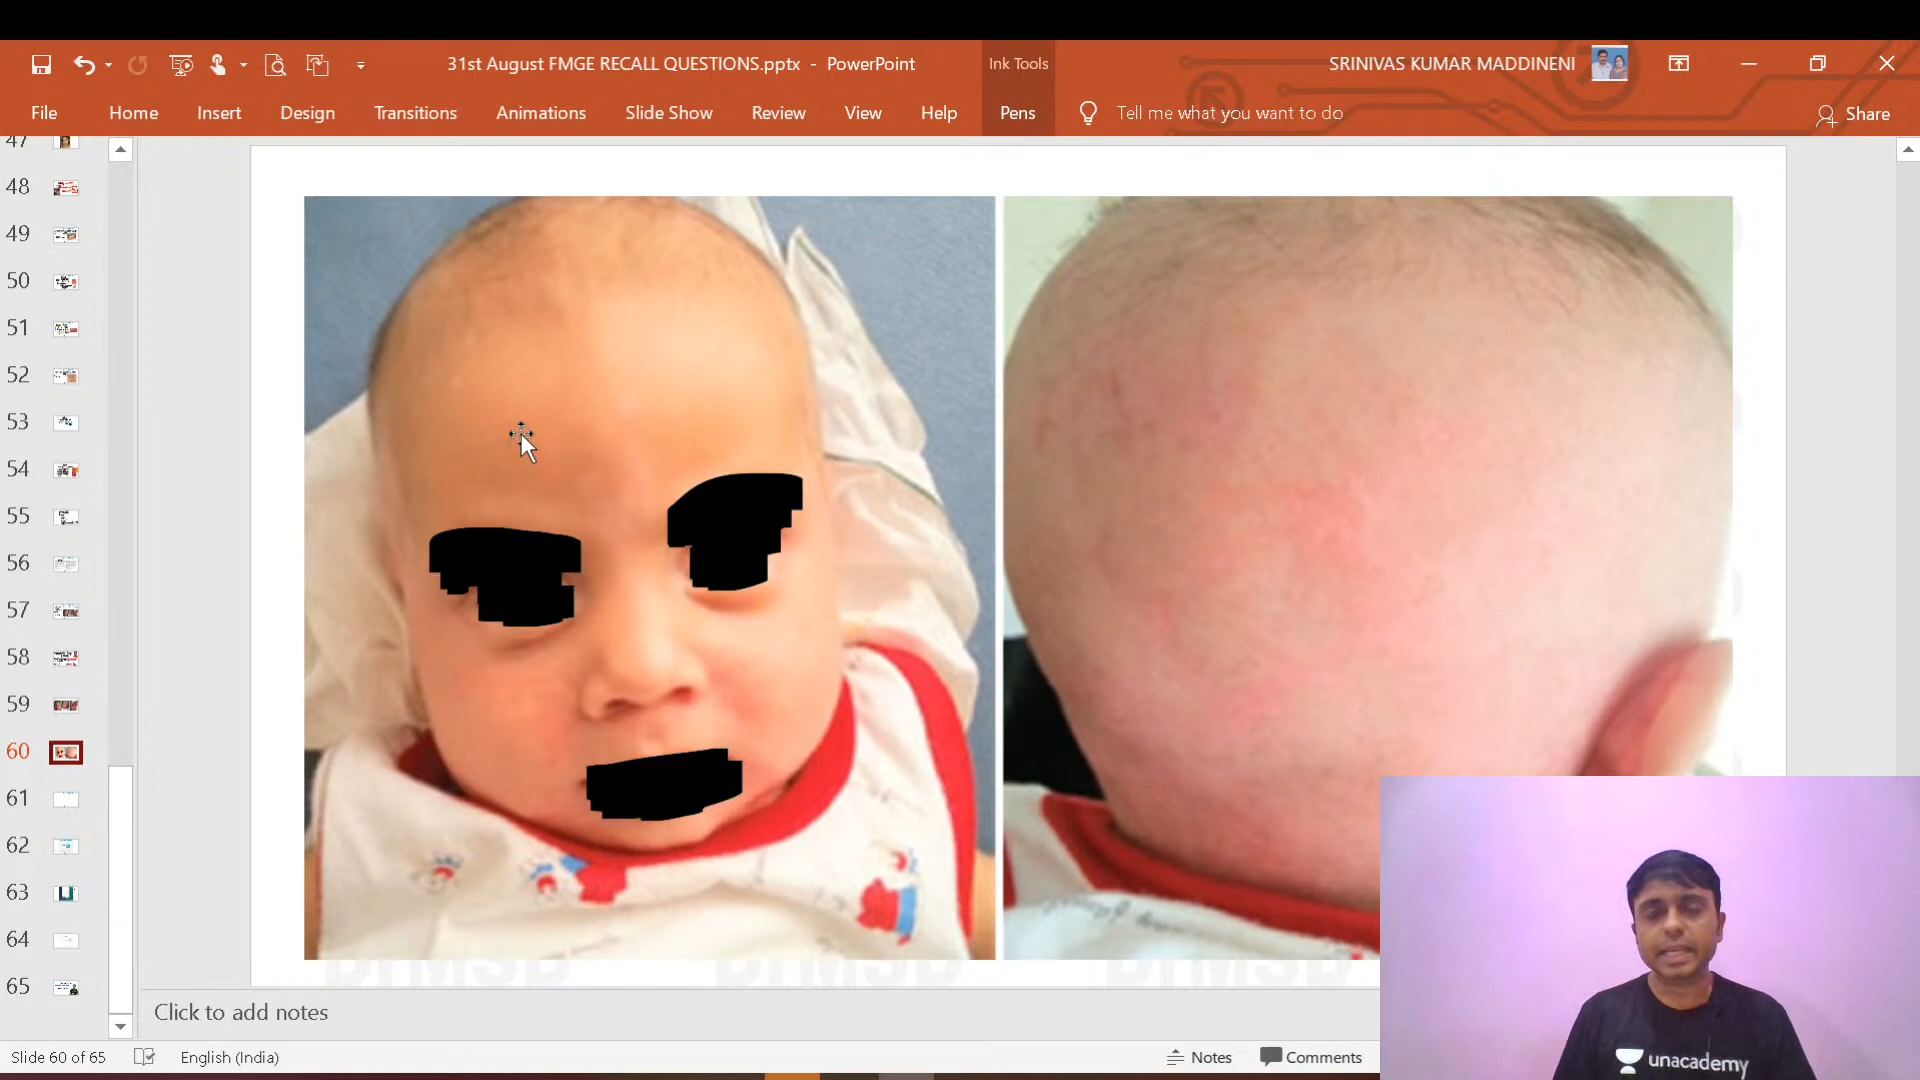 31st August FMGE RECALL QUESTIONS.pptx - PowerPoint
Ink Tools
SRINIVAS KUMAR MADDINENI
File Home Insert Design Transitions Animations Slide Show Review View Help Pens Tell me what you want to do Share
47
48
49
50
51
52
53
54
55
56
57
58
59
60
61
62
63
64
65
Click to add notes
Slide 60 of 65 English (India) Notes Comments
unacademy